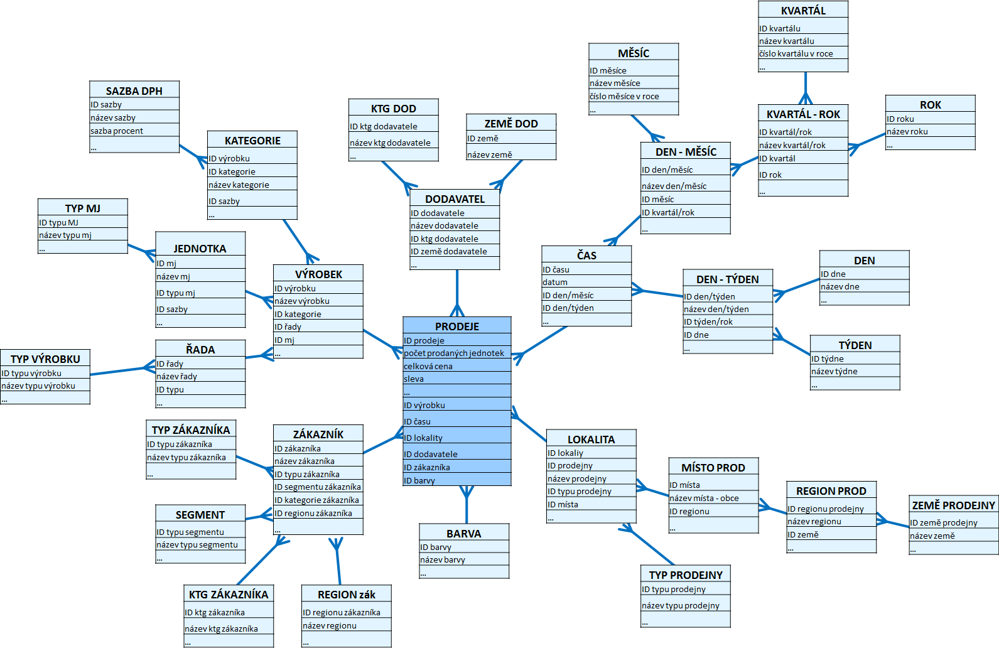 KVARTÁL
ID kvartálu
název kvartálu
číslo kvartálu v roce
...
MĚSÍC
ID měsíce
název měsíce
číslo měsíce v roce
...
SAZBA DPH
ID sazby
název sazby
sazba procent
...
KTG DOD
ID ktg dodavatele
název ktg dodavatele
...
ZEMĚ DOD
ID země
název země
KVARTÁL - ROK
ID kvartál/rok
název kvartál/rok
ID kvartál
ID rok
...
ROK
ID roku
název roku
...
KATEGORIE
ID výrobku
ID kategorie
název kategorie
ID sazby
...
DEN - MĚSÍC
ID den/měsíc
název den/měsíc
ID měsíc
ID kvartál/rok
...
TYP MJ
ID typu MJ
název typu mj
...
DODAVATEL
ID dodavatele
název dodavatele
ID ktg dodavatele
ID země dodavatele
...
JEDNOTKA
ID mj
název mj
ID typu mj
ID sazby
...
VÝROBEK
ID výrobku
název výrobku
ID kategorie
ID řady
ID mj
...
ČAS
ID času
datum
ID den/měsíc
ID den/týden
...
DEN - TÝDEN
ID den/týden
název den/týden
ID týden/rok
ID dne
...
DEN
ID dne
název dne
...
TÝDEN
ID týdne
název týdne
...
TYP VÝROBKU
ID typu výrobku
název typu výrobku
...
ŘADA
ID řady
název řady
ID typu
...
PRODEJE
ID prodeje
počet prodaných jednotek
celková cena
sleva
...
ID výrobku
ID času
ID lokality
ID dodavatele
ID zákazníka
ID barvy
TYP ZÁKAZNÍKA
ID typu zákazníka
název typu zákazníka
...
ZÁKAZNÍK
ID zákazníka
název zákazníka
ID typu zákazníka
ID segmentu zákazníka
ID kategorie zákazníka
ID regionu zákazníka
...
LOKALITA
ID lokaliy
ID prodejny
název prodejny
ID typu prodejny
ID místa
...
MÍSTO PROD
ID místa
název místa - obce
ID regionu
...
REGION PROD
ID regionu prodejny
název regionu
ID země
...
ZEMĚ PRODEJNY
ID země prodejny
název země
...
SEGMENT
ID typu segmentu
název typu segmentu
...
BARVA
ID barvy
název barvy
...
TYP PRODEJNY
ID typu prodejny
název typu prodejny
...
KTG ZÁKAZNÍKA
ID ktg zákazníka
název ktg zákazníka
...
REGION zák
ID regionu zákazníka
název regionu
...